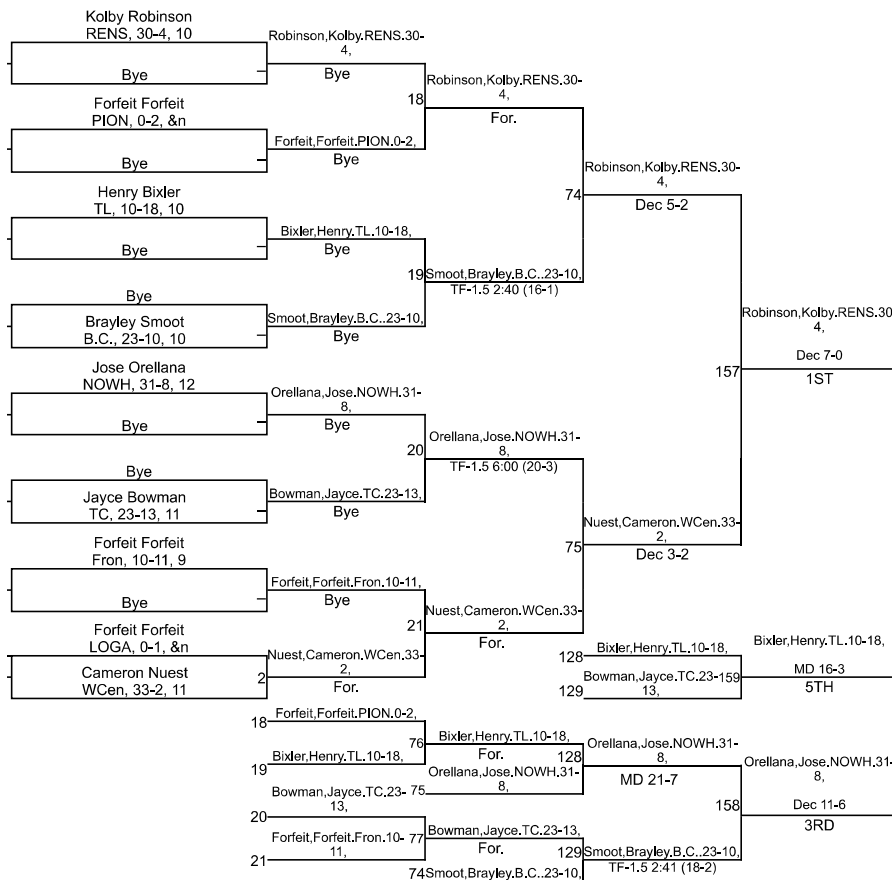 Kolby Robinson
RENS, 30-4, 10
Bye
Forfeit Forfeit
PION, 0-2, &n
Bye
Henry Bixler
TL, 10-18, 10
Bye
Bye
Brayley Smoot
B.C., 23-10, 10
Jose Orellana
NOWH, 31-8, 12
Bye
Bye
Jayce Bowman
TC, 23-13, 11
Forfeit Forfeit
Fron, 10-11, 9
Bye
Forfeit Forfeit
LOGA, 0-1, &n
Cameron Nuest
WCen, 33-2, 11
2
Robinson,Kolby.RENS.30-
4,
Bye
18
Forfeit,Forfeit.PION.0-2,
Bye
Bixler,Henry.TL.10-18,
Bye
19
Smoot,Brayley.B.C..23-10,
Bye
Orellana,Jose.NOWH.31-
8,
Bye
20
Bowman,Jayce.TC.23-13,
Bye
Forfeit,Forfeit.Fron.10-11,
Bye
21
Nuest,Cameron.WCen.33-
2,
For.
Robinson,Kolby.RENS.30-
4,
For.
74
Smoot,Brayley.B.C..23-10,
TF-1.5 2:40 (16-1)
Orellana,Jose.NOWH.31-
8,
TF-1.5 6:00 (20-3)
75
Nuest,Cameron.WCen.33-
2,
For.
Robinson,Kolby.RENS.30-
4,
Dec 5-2
157
Nuest,Cameron.WCen.33-
2,
Dec 3-2
Robinson,Kolby.RENS.30
4,
Dec 7-0
1ST
128
Bixler,Henry.TL.10-18,
129
Bowman,Jayce.TC.23-
13,
159
Bixler,Henry.TL.10-18,
MD 16-3
5TH
18
Forfeit,Forfeit.PION.0-2,
19
Bixler,Henry.TL.10-18,
76
Bixler,Henry.TL.10-18,
For.
75
Orellana,Jose.NOWH.31-
8,
128
Orellana,Jose.NOWH.31-
8,
MD 21-7
20
Bowman,Jayce.TC.23-
13,
21
Forfeit,Forfeit.Fron.10-
11,
77
Bowman,Jayce.TC.23-13,
For.
74
Smoot,Brayley.B.C..23-10,
129
Smoot,Brayley.B.C..23-10,
TF-1.5 2:41 (18-2)
158
Orellana,Jose.NOWH.31-
8,
Dec 11-6
3RD